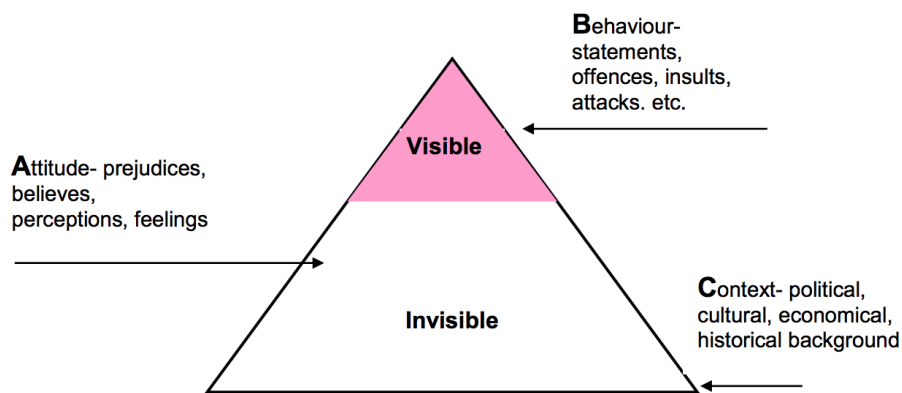 Behaviour-
statements,
offences, insults,
attacks. etc.
Visible
Attitude- prejudices,
believes,
perceptions, feelings
Context- political,
cultural, economical,
historical background
Invisible